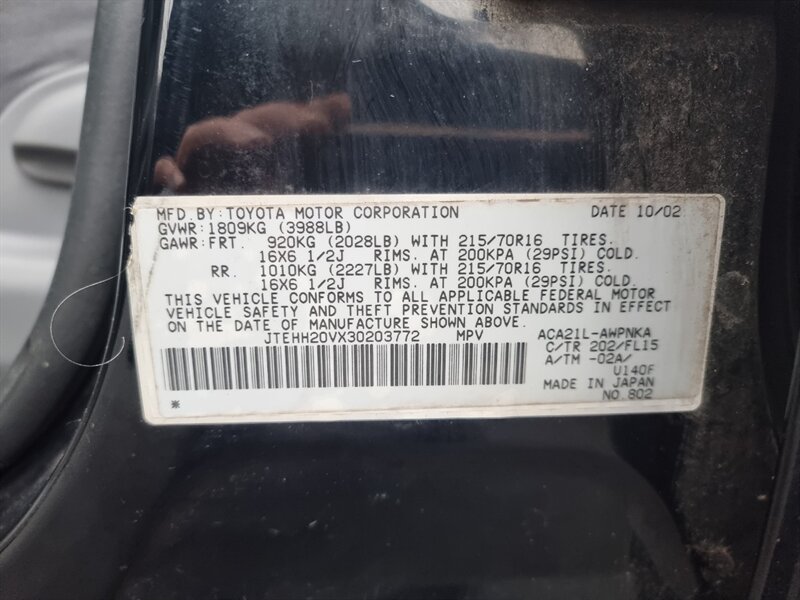 MFD.BY:TOYOTA MOTOR CORPORATION DATE 10/02
GVWR:1809KG (3988LB)
GAWR:FRT. 920KG (2028LB) WITH 215/70R16 TIRES.
16X6 1/2J RIMS. AT 200KPA (29PSI) COLD.
RR. 1010KG (2227LB) WITH 215/70R16 TIRES.
16X6 1/2J RIMS. AT 200KPA (29PSI) COLD.
THIS VEHICLE CONFORMS TO ALL APPLICABLE FEDERAL MOTOR
VEHICLE SAFETY AND THEFT PREVENTION STANDARDS IN EFFECT
ON THE DATE OF MANUFACTURE SHOWN ABOVE.
JTEHH20VX30203772 MPV ACA21L-AWPNKA
C/TR 202/FL15
A/TM -02A/
U140F
MADE IN JAPAN
* NO.802